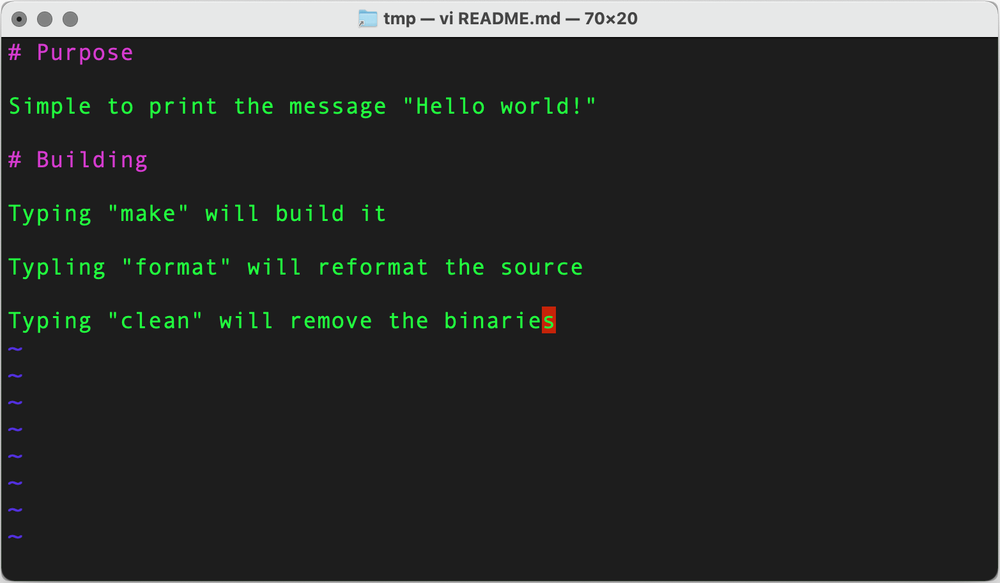 tmp — vi README.md — 70×20
# Purpose
Simple to print the message "Hello world!"
# Building
Typing "make" will build it
Typling "format" will reformat the source
Typing "clean" will remove the binaries
~
~
~
~
~
~
~
~